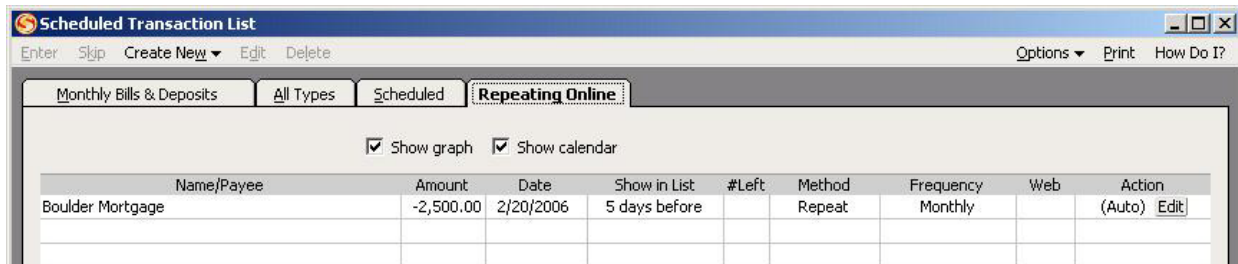 Scheduled Transaction List
Enter Skip Create New Edit Delete Options Print How Do I?
Monthly Bills & Deposits All Types Scheduled Repeating Online
Show graph Show calendar
Name/Payee Amount Date Show in List #Left Method Frequency Web Action
Boulder Mortgage -2,500.00 2/20/2006 5 days before Repeat Monthly (Auto) Edit